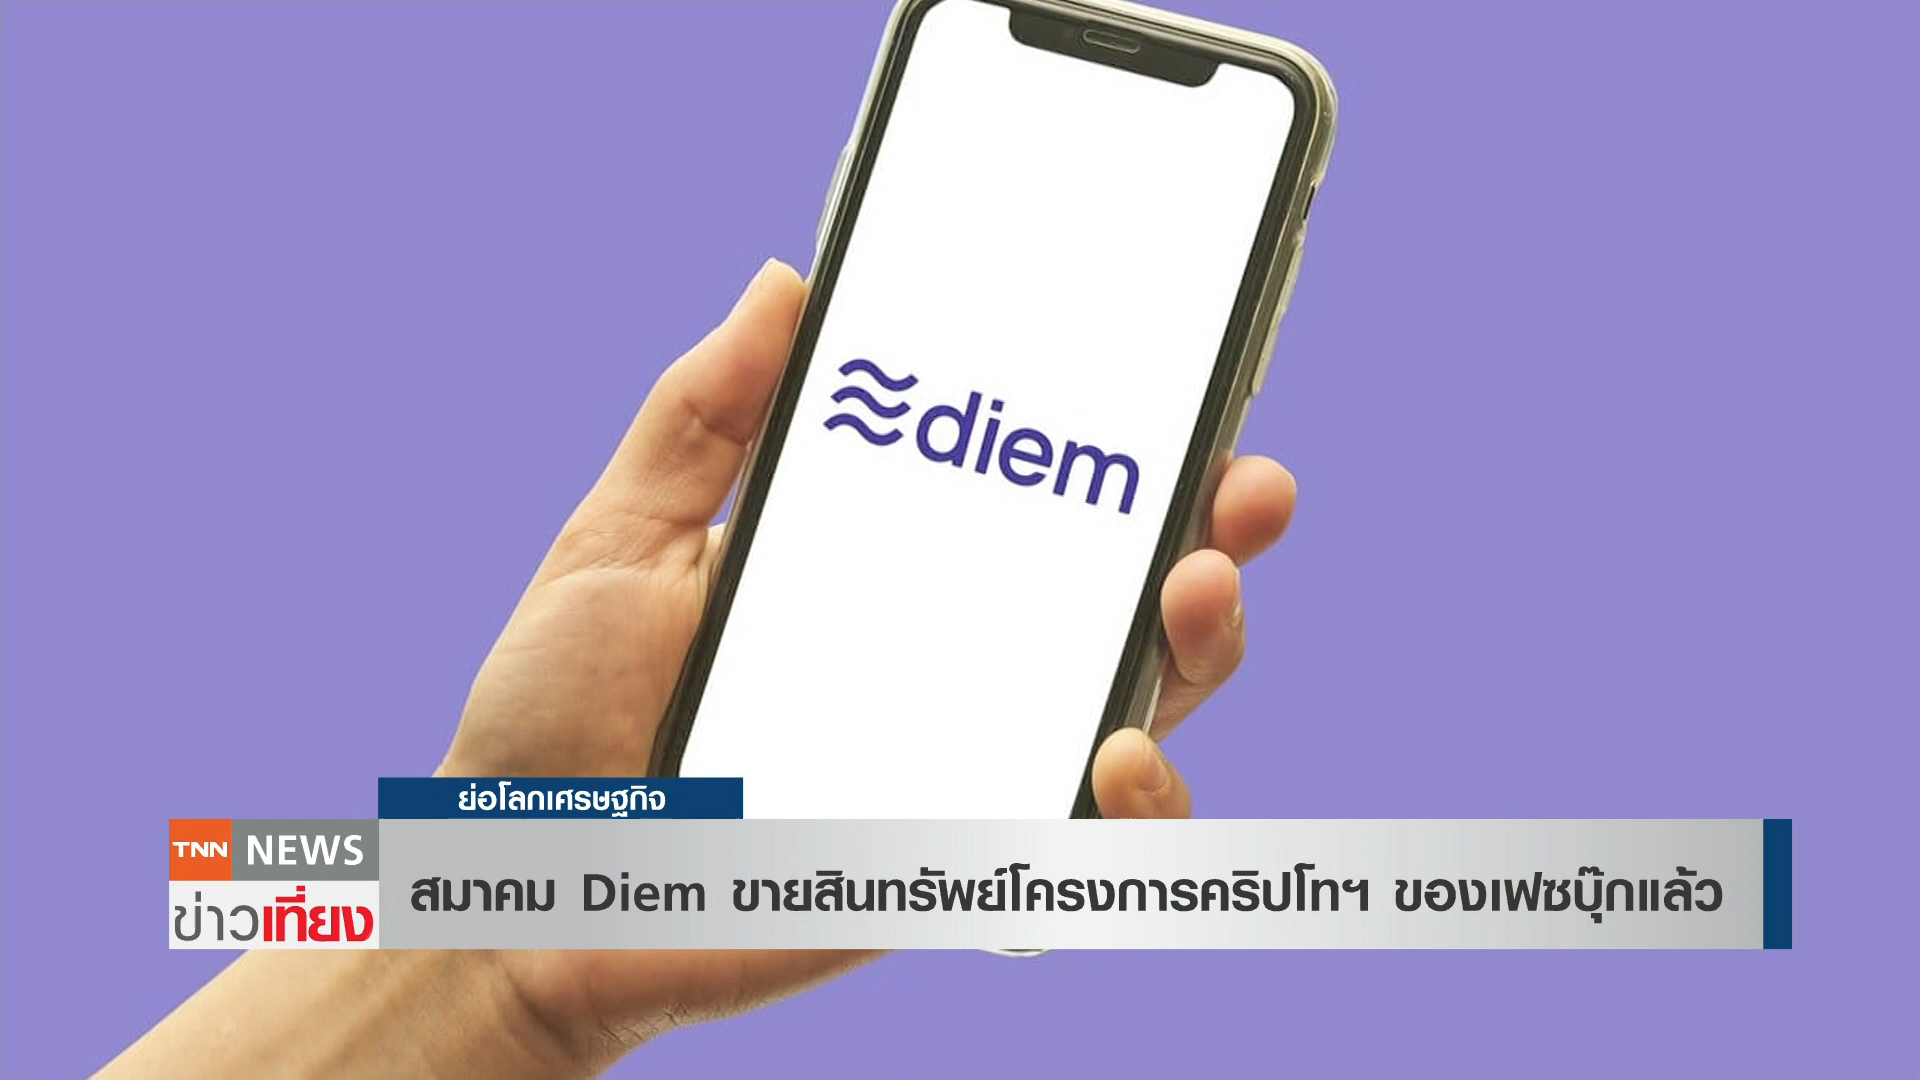 diem
ย่อโลกเศรษฐกิจ
TNN NEWS
ข่าวเที่ยง
สมาคม Diem ขายสินทรัพย์โครงการคริปโทฯ ของเฟซบุ๊กแล้ว